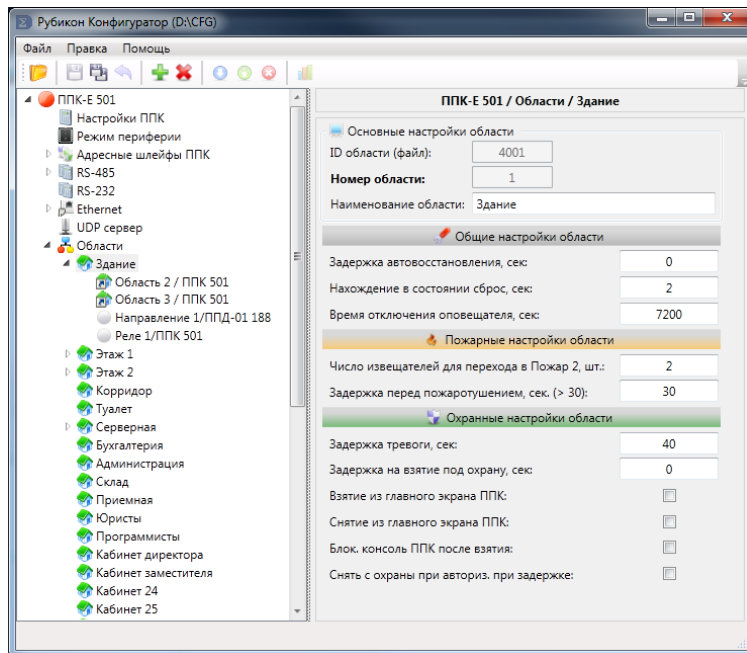 Рубикон Конфигуратор (D:\CFG)
Файл Правка Помощь
ППК-Е 501
Настройки ППК
Режим периферии
Адресные шлейфы ППК
RS-485
RS-232
Ethernet
UDP сервер
Области
Здание
Область 2 / ППК 501
Область 3 / ППК 501
Направление 1/ППД-01 188
Реле 1/ППК 501
Этаж 1
Этаж 2
Корридор
Туалет
Серверная
Бухгалтерия
Администрация
Склад
Приемная
Юристы
Программисты
Кабинет директора
Кабинет заместителя
Кабинет 24
Кабинет 25
ППК-Е 501 / Области / Здание
Основные настройки области
ID области (файл): 4001
Номер области: 1
Наименование области: Здание
Общие настройки области
Задержка автовосстановления, сек: 0
Нахождение в состоянии сброс, сек: 2
Время отключения оповещателя, сек: 7200
Пожарные настройки области
Число извещателей для перехода в Пожар 2, шт.: 2
Задержка перед пожаротушением, сек. (> 30): 30
Охранные настройки области
Задержка тревоги, сек: 40
Задержка на взятие под охрану, сек: 0
Взятие из главного экрана ППК:
Снятие из главного экрана ППК:
Блок. консоль ППК после взятия:
Снять с охраны при авториз. при задержке: